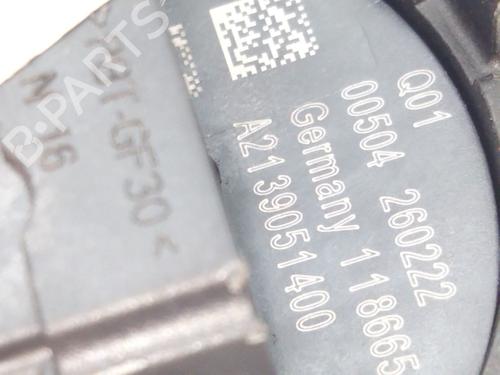 Q01
00504 260222
Germany 118665
A2139051400
GF30<
B-PARTS